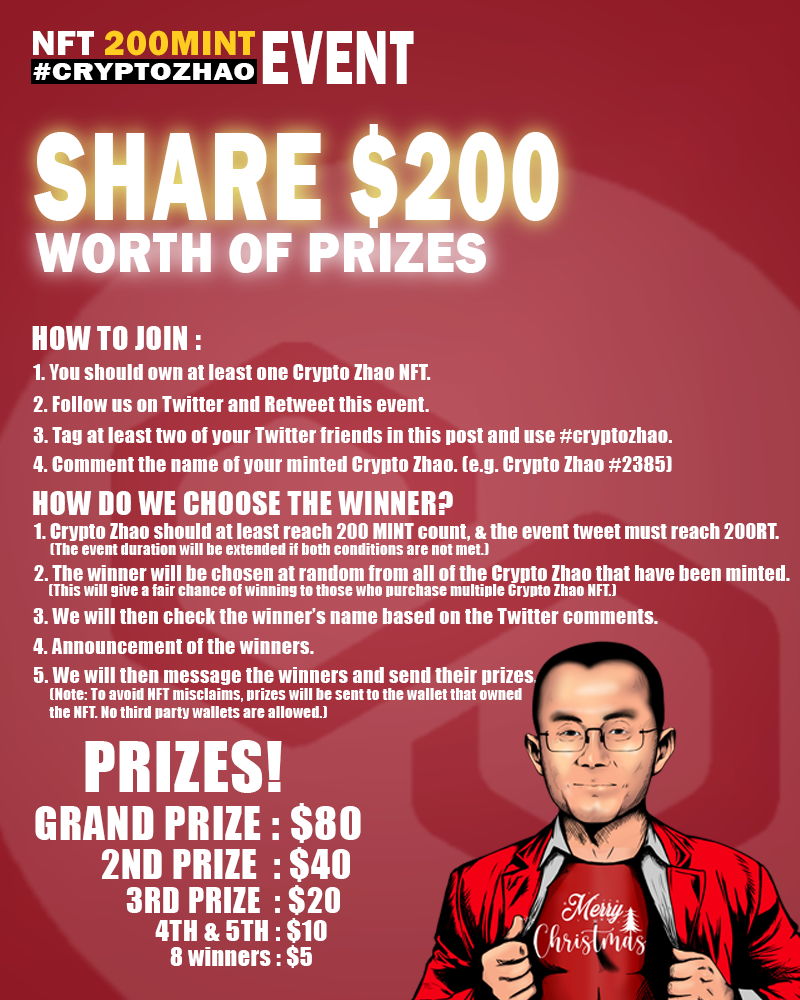 NFT 200MINT
#CRYPTOZHAO EVENT
SHARE $200
WORTH OF PRIZES
HOW TO JOIN :
1. You should own at least one Crypto Zhao NFT.
2. Follow us on Twitter and Retweet this event.
3. Tag at least two of your Twitter friends in this post and use #cryptozhao.
4. Comment the name of your minted Crypto Zhao. (e.g. Crypto Zhao #2385)
HOW DO WE CHOOSE THE WINNER?
1. Crypto Zhao should at least reach 200 MINT count, & the event tweet must reach 200RT.
(The event duration will be extended if both conditions are not met.)
2. The winner will be chosen at random from all of the Crypto Zhao that have been minted.
(This will give a fair chance of winning to those who purchase multiple Crypto Zhao NFT.)
3. We will then check the winner's name based on the Twitter comments.
4. Announcement of the winners.
5. We will then message the winners and send their prizes.
(Note: To avoid NFT misclaims, prizes will be sent to the wallet that owned
the NFT. No third party wallets are allowed.)
PRIZES!
GRAND PRIZE : $80
2ND PRIZE : $40
3RD PRIZE : $20
4TH & 5TH : $10
8 winners : $5
Merry
Christmas